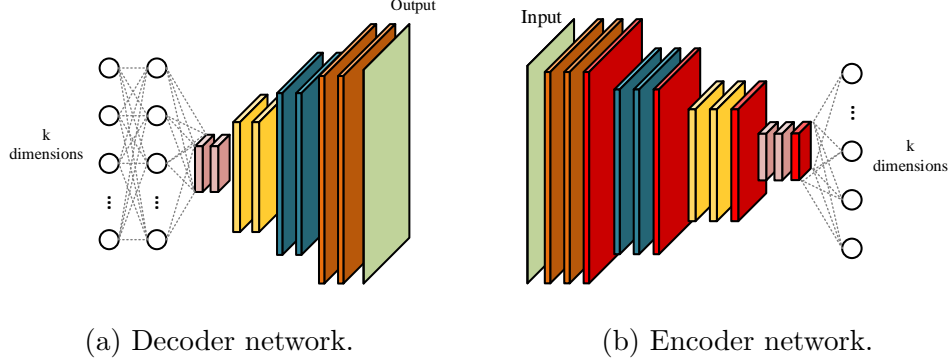 Output
k
dimensions
Input
k
dimensions
(a) Decoder network.
(b) Encoder network.